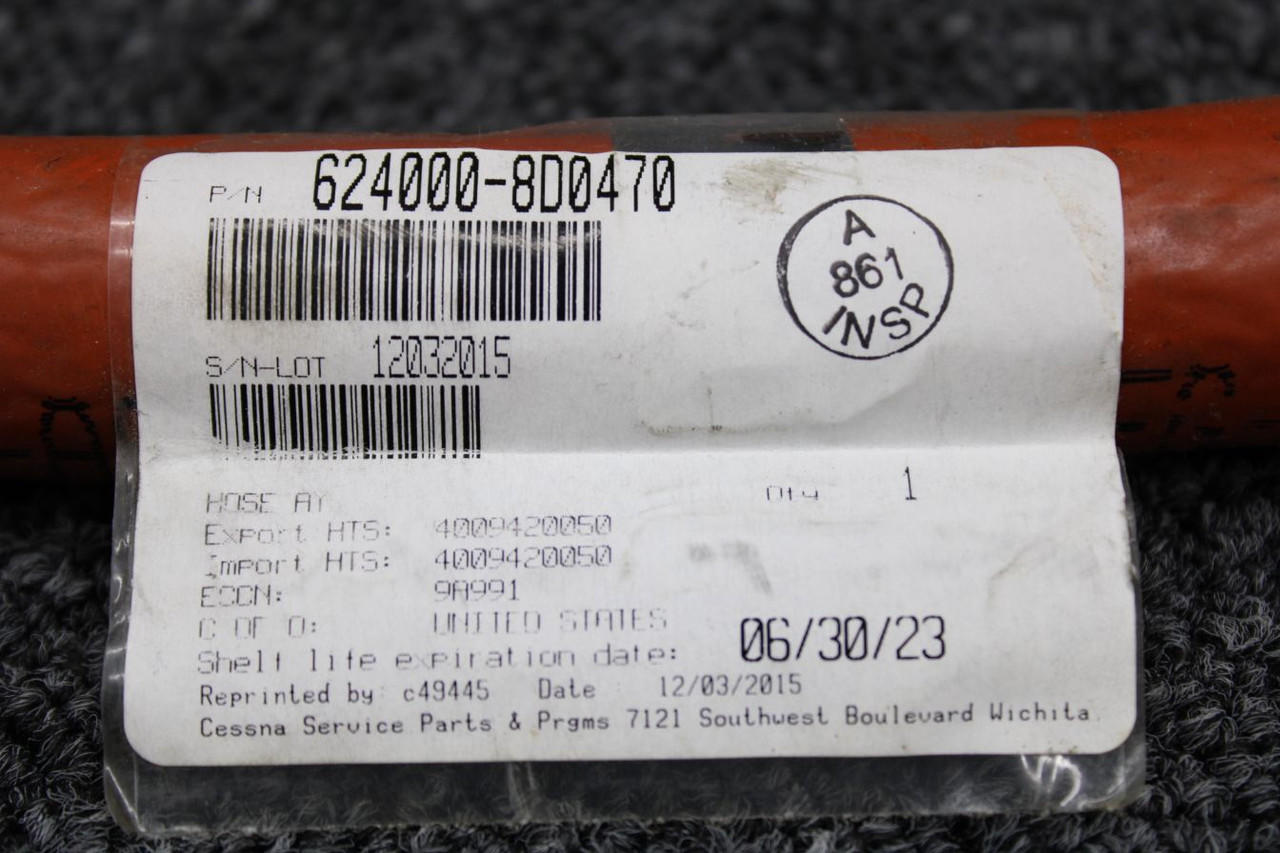 P/N 624000-8D0470
A
861
INSP
S/N-LOT 12032015
HOSE AY
Qty 1
Export HTS: 4009420050
Import HTS: 4009420050
ECCN: 9A991
C OF O: UNITED STATES
Shelf life expiration date: 06/30/23
Reprinted by c49445 Date 12/03/2015
Cessna Service Parts & Prgms 7121 Southwest Boulevard Wichita